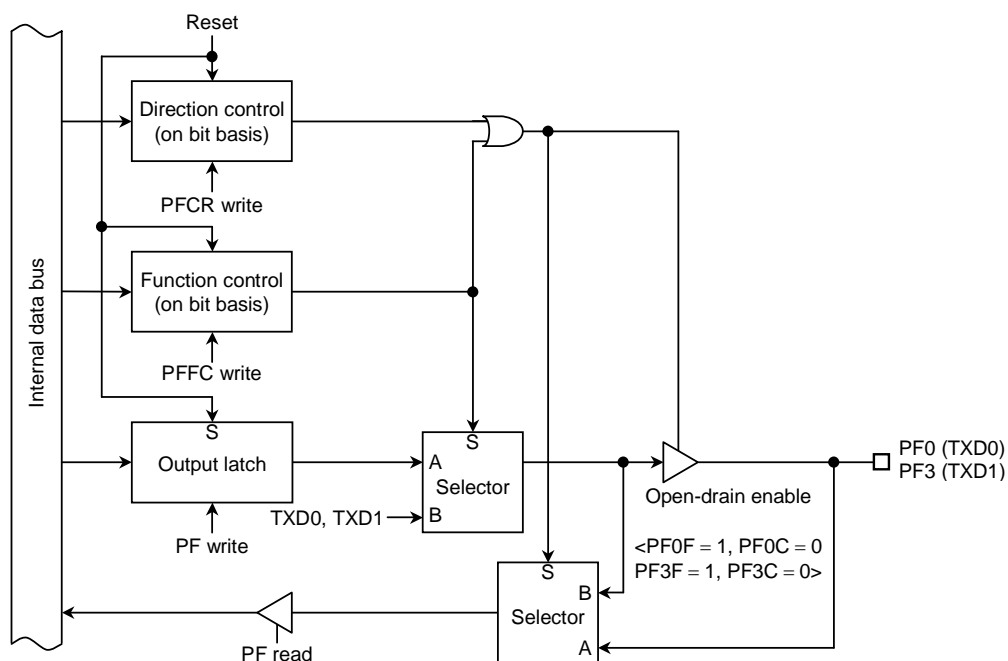 Reset
Direction control
(on bit basis)
PFCR write
Function control
(on bit basis)
PFFC write
Internal data bus
S
Output latch
PF write
S
A
Selector
B
TXD0, TXD1
Open-drain enable
PF0 (TXD0)
PF3 (TXD1)
<PF0F = 1, PF0C = 0
PF3F = 1, PF3C = 0>
S
B
Selector
A
PF read